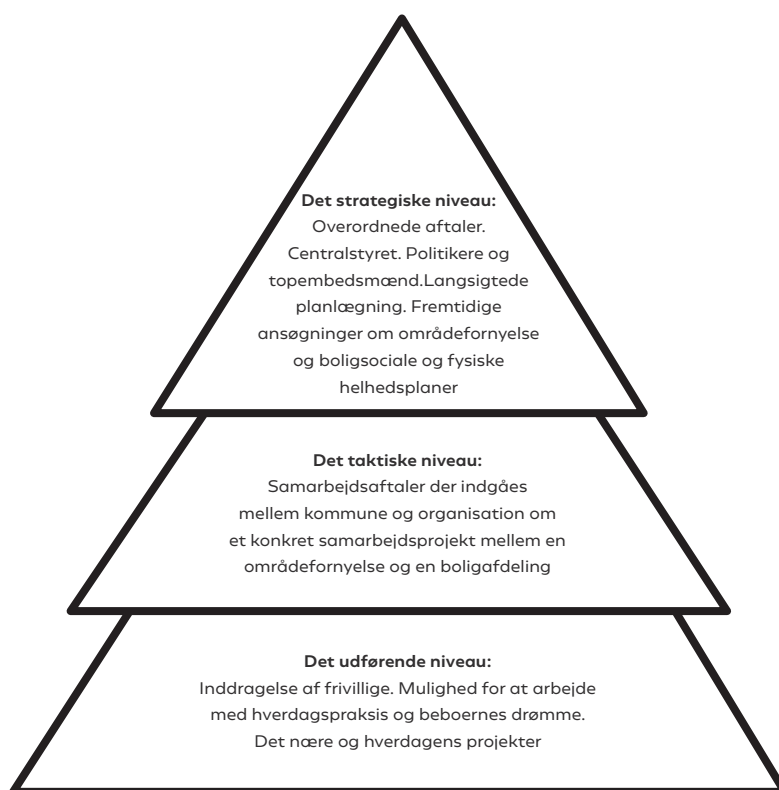 Det strategiske niveau:
Overordnede aftaler.
Centralstyret. Politikere og
topembedsmænd.Langsigtede
planlægning. Fremtidige
ansøgninger om områdefornyelse
og boligsociale og fysiske
helhedsplaner
Det taktiske niveau:
Samarbejdsaftaler der indgåes
mellem kommune og organisation om
et konkret samarbejdsprojekt mellem en
områdefornyelse og en boligafdeling
Det udførende niveau:
Inddragelse af frivillige. Mulighed for at arbejde
med hverdagspraksis og beboernes drømme.
Det nære og hverdagens projekter